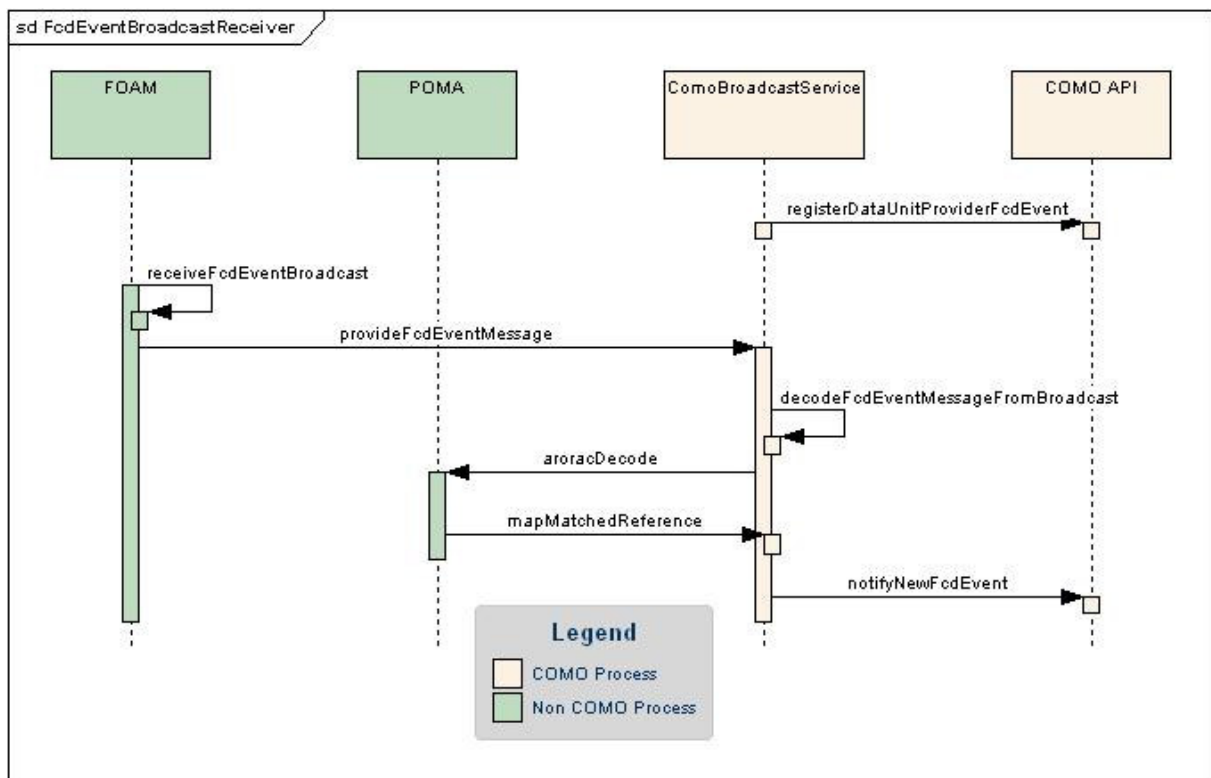 sd FcdEventBroadcastReceiver
FOAM
POMA
ComoBroadcastService
COMO API
registerDataUnitProviderFcdEvent
receiveFcdEventBroadcast
provideFcdEventMessage
decodeFcdEventMessageFromBroadcast
aroracDecode
mapMatchedReference
notifyNewFcdEvent
Legend
COMO Process
Non COMO Process